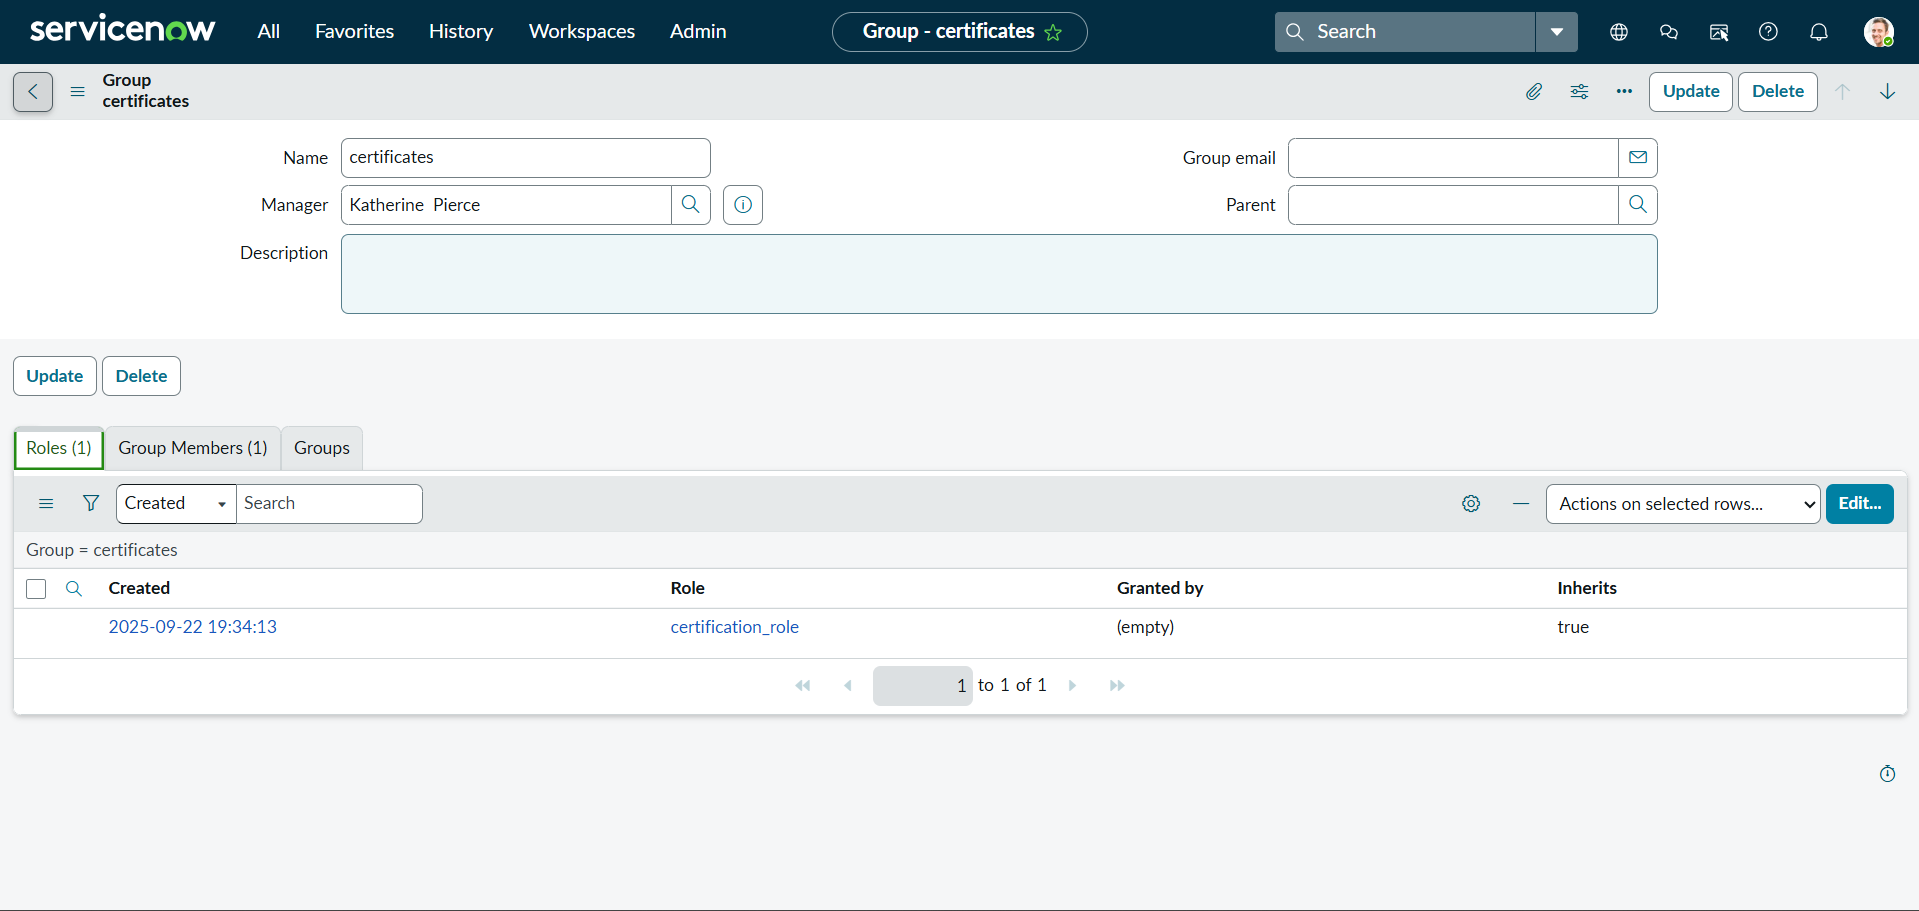 servicenow
All
Favorites
History
Workspaces
Admin
Group - certificates
Search
Group
certificates
Update
Delete
Name
certificates
Group email
Manager
Katherine  Pierce
Parent
Description
Update
Delete
Roles (1)
Group Members (1)
Groups
Created
Search
Actions on selected rows...
Edit...
Group = certificates
Created
Role
Granted by
Inherits
2025-09-22 19:34:13
certification_role
(empty)
true
1 to 1 of 1